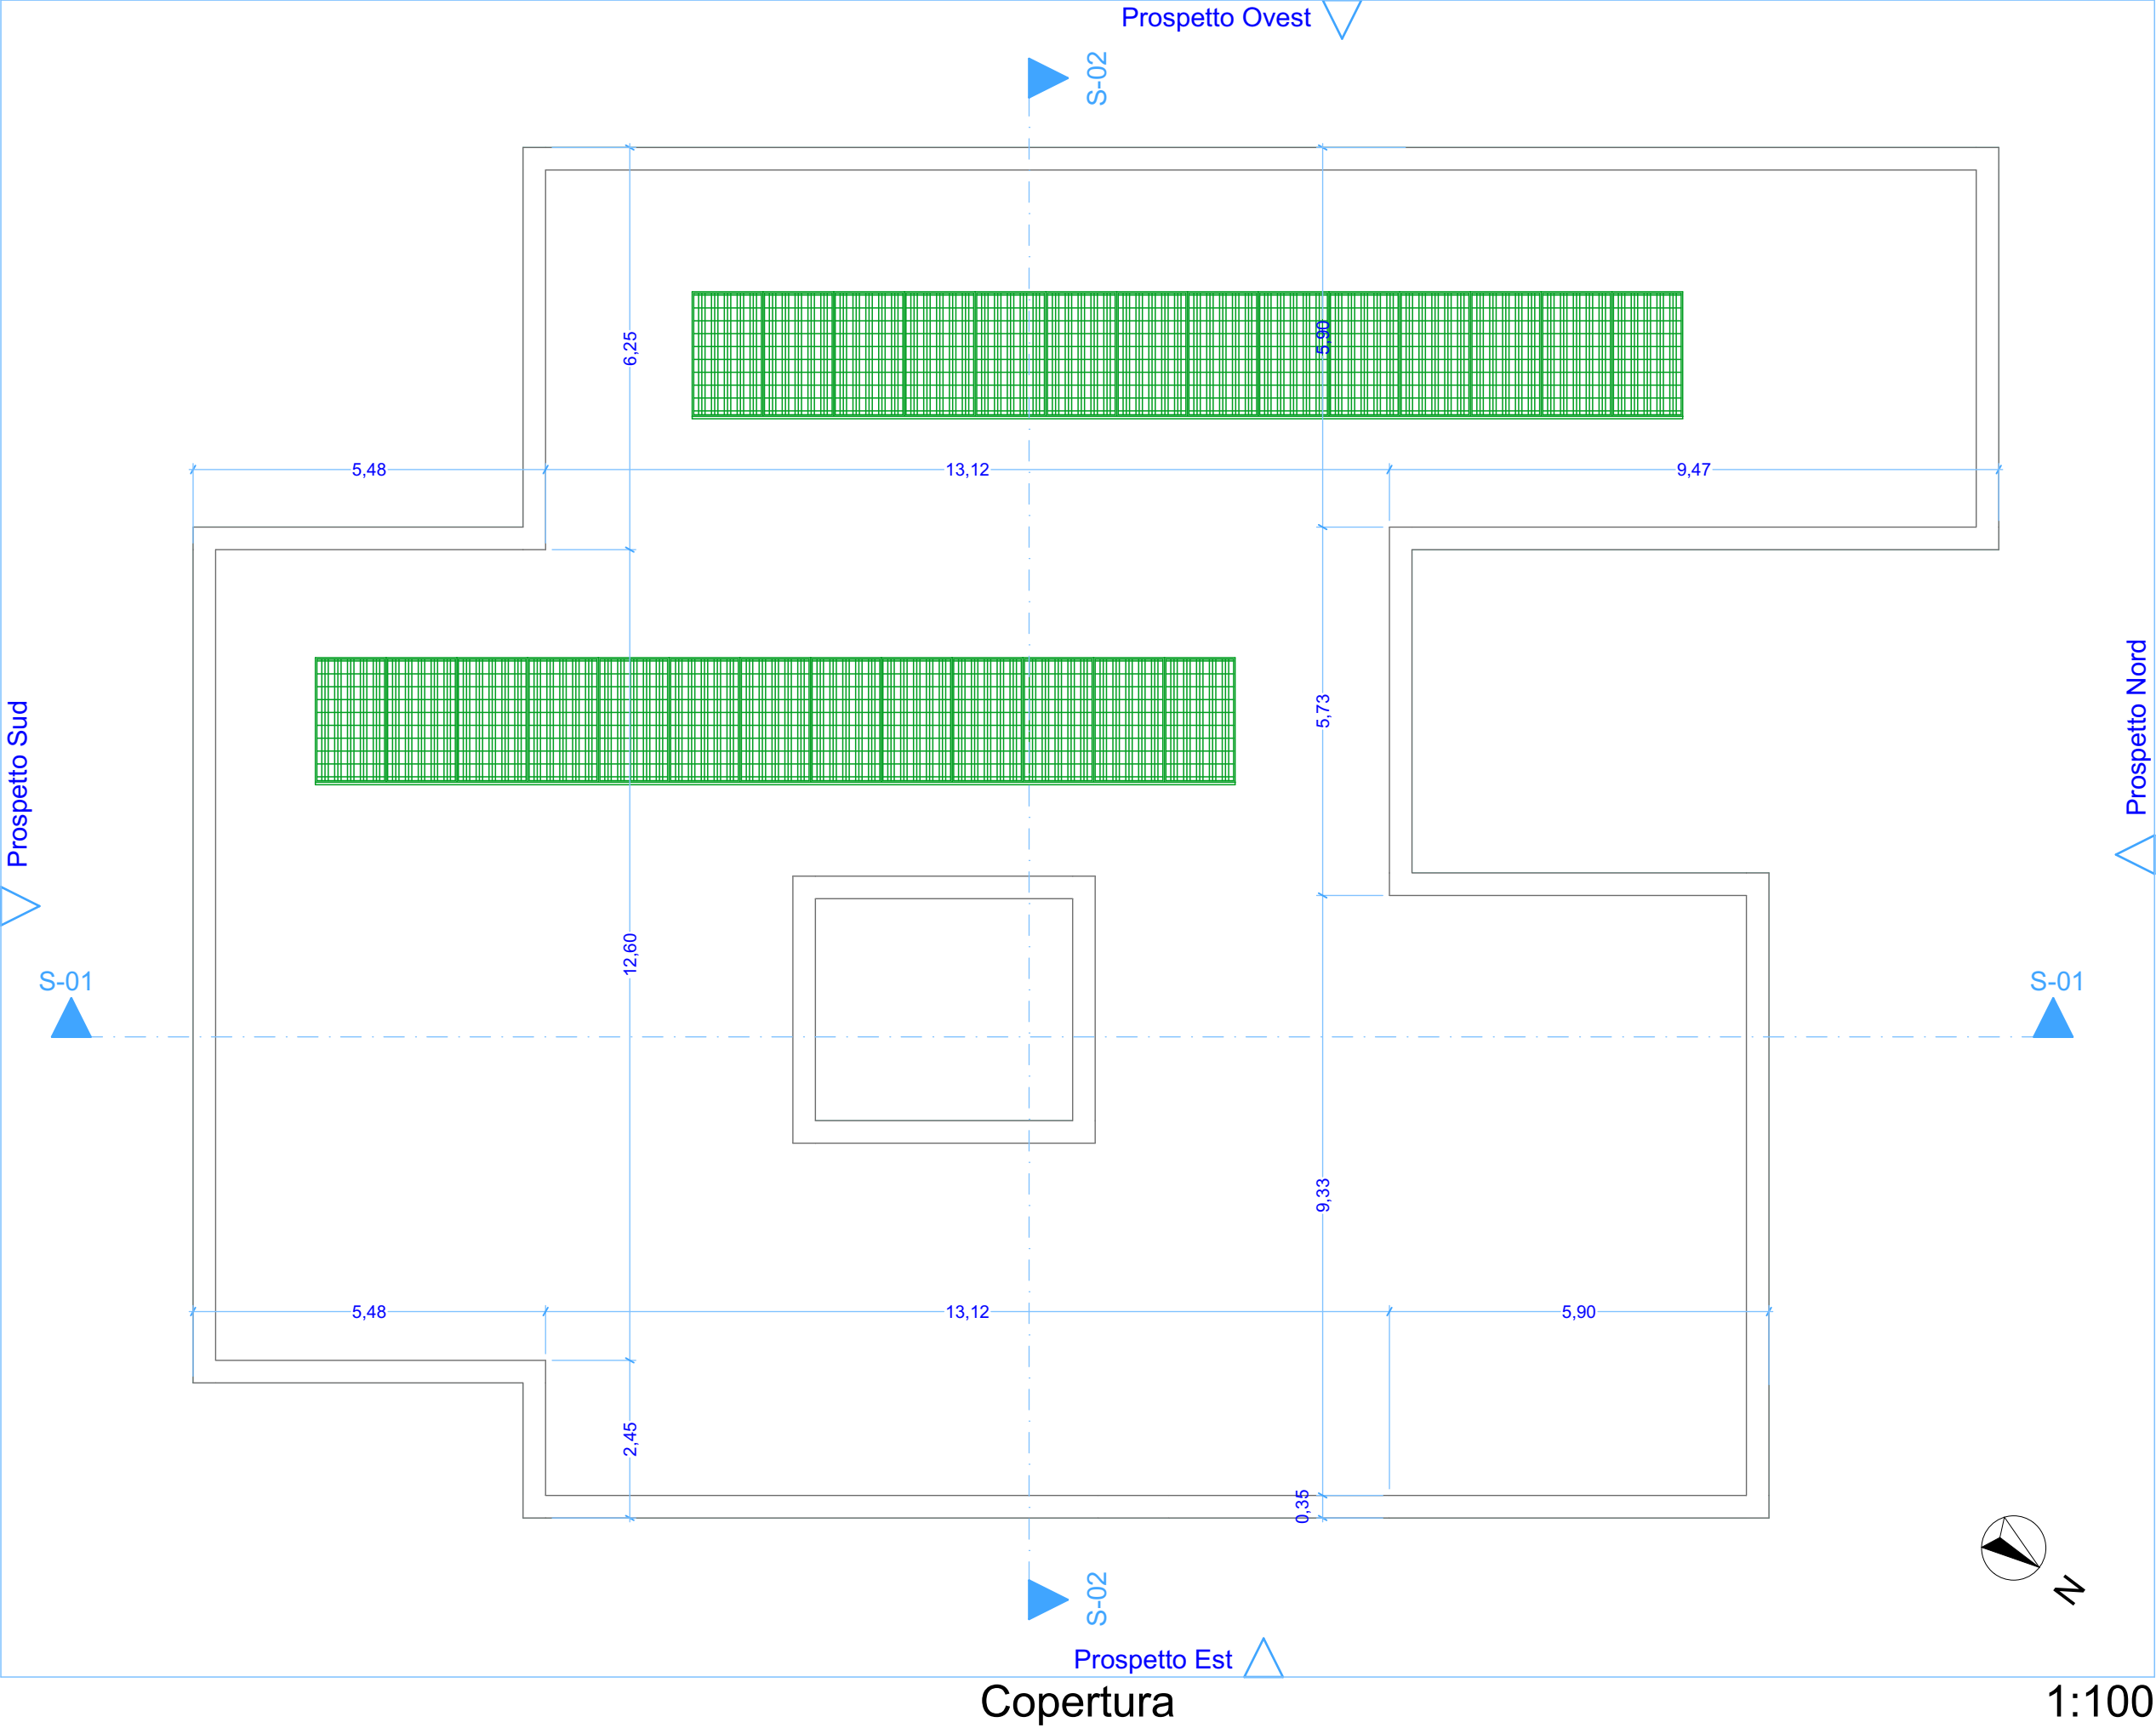 Prospetto Ovest
S-02
6,25
5,90
5,48
13,12
9,47
Prospetto Sud
5,73
Prospetto Nord
12,60
S-01
S-01
9,33
5,48
13,12
5,90
2,45
0,35
S-02
N
Prospetto Est
Copertura
1:100